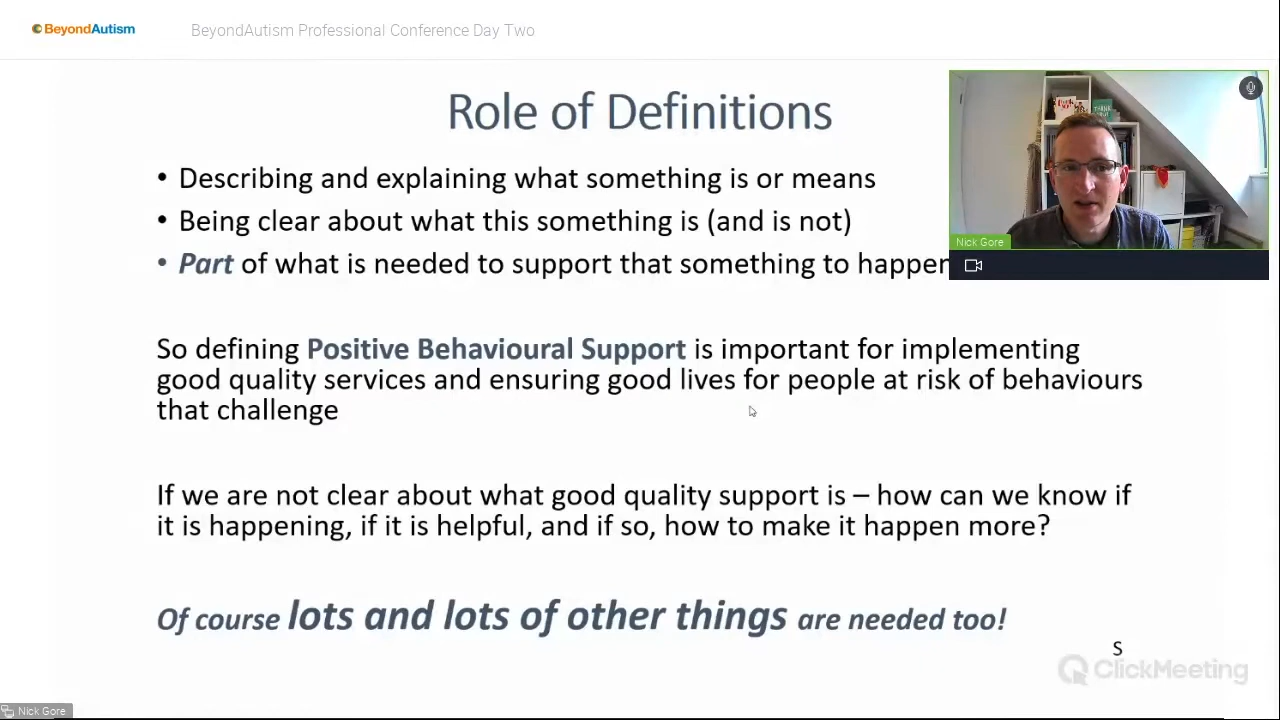 BeyondAutism
BeyondAutism Professional Conference Day Two
Role of Definitions
• Describing and explaining what something is or means
• Being clear about what this something is (and is not)
• Part of what is needed to support that something to happen
So defining Positive Behavioural Support is important for implementing
good quality services and ensuring good lives for people at risk of behaviours
that challenge
If we are not clear about what good quality support is – how can we know if
it is happening, if it is helpful, and if so, how to make it happen more?
Of course lots and lots of other things are needed too!
S
ClickMeeting
Nick Gore
Nick Gore